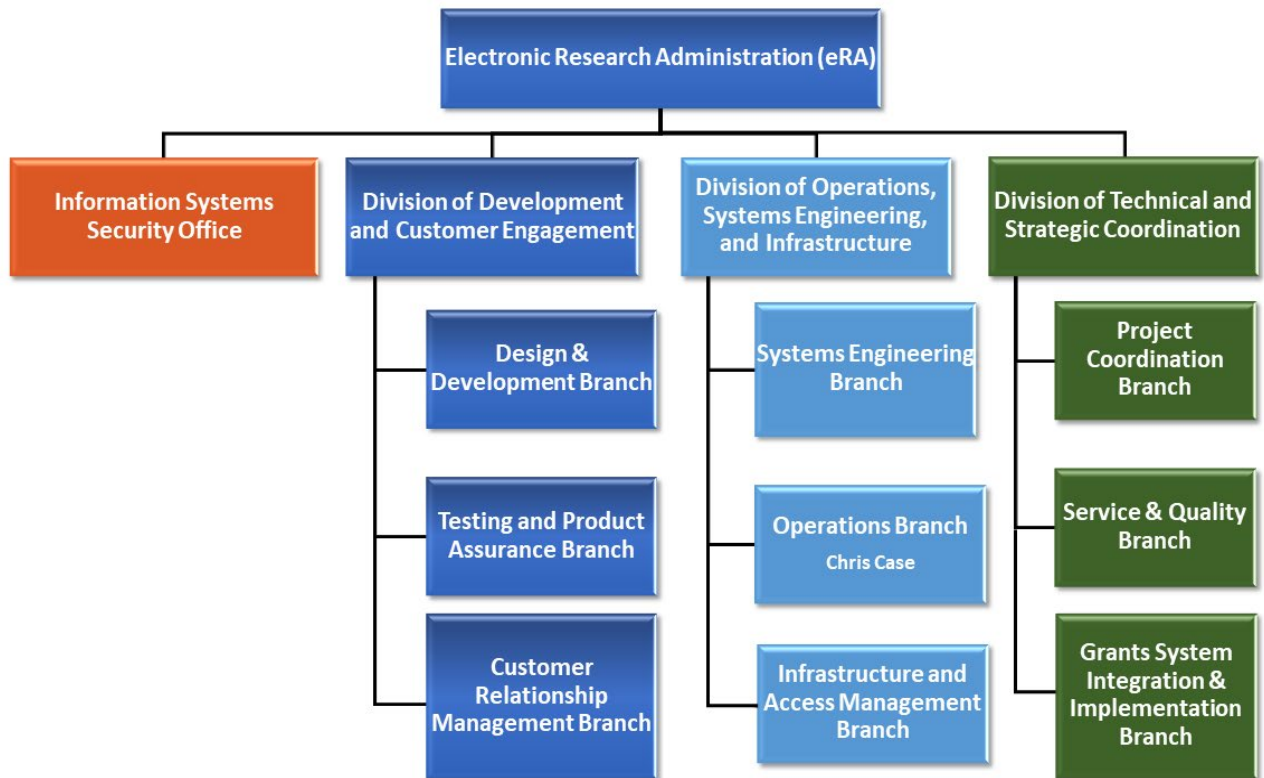 Electronic Research Administration (eRA)
Information Systems
Security Office
Division of Development
and Customer Engagement
Division of Operations,
Systems Engineering,
and Infrastructure
Division of Technical and
Strategic Coordination
Design &
Development Branch
Testing and Product
Assurance Branch
Customer
Relationship
Management Branch
Systems Engineering
Branch
Operations Branch
Chris Case
Infrastructure and
Access Management
Branch
Project
Coordination
Branch
Service & Quality
Branch
Grants System
Integration &
Implementation
Branch